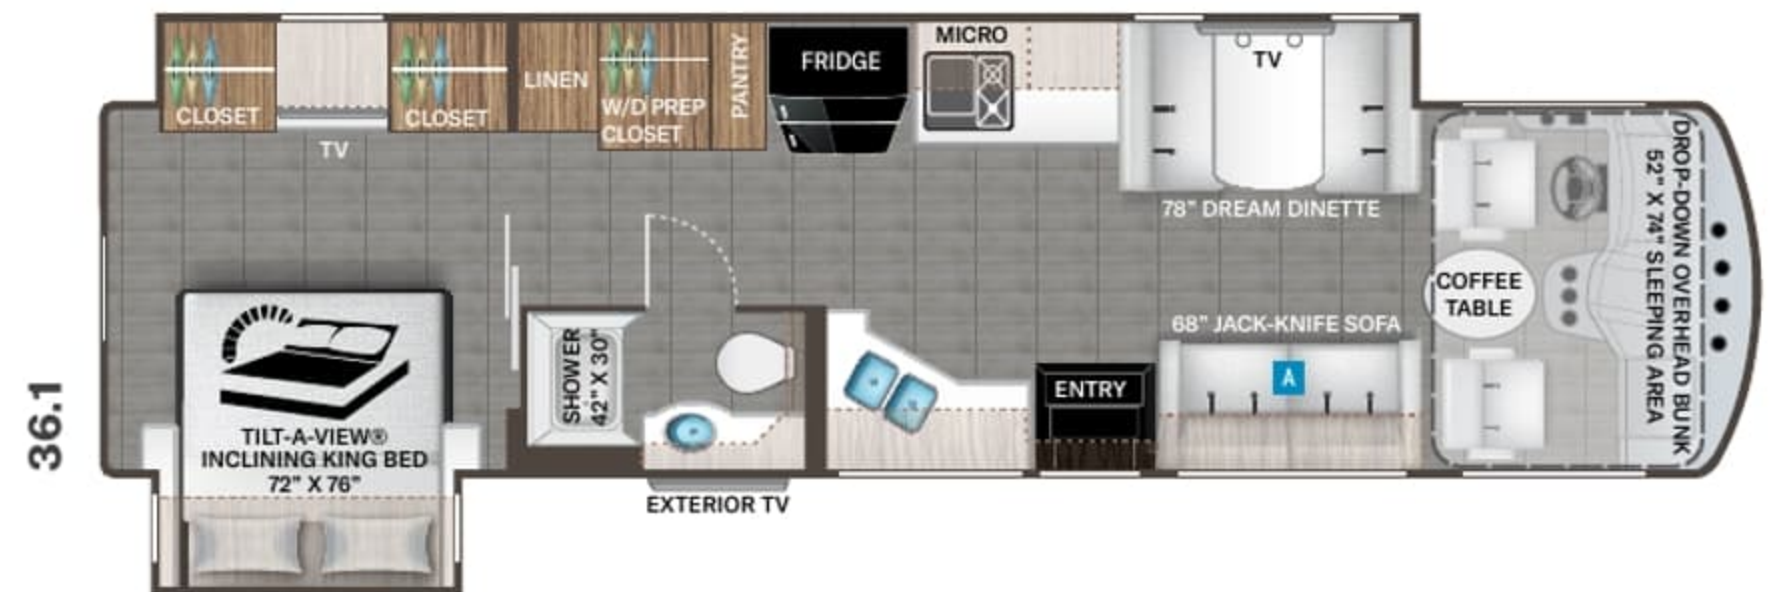 36.1
CLOSET
TV
CLOSET
LINEN
W/D PREP
CLOSET
PANTRY
FRIDGE
MICRO
TV
78" DREAM DINETTE
DROP-DOWN OVERHEAD BUNK
52" X 74" SLEEPING AREA
COFFEE
TABLE
68" JACK-KNIFE SOFA
A
ENTRY
SHOWER
42" X 30"
TILT-A-VIEW®
INCLINING KING BED
72" X 76"
EXTERIOR TV